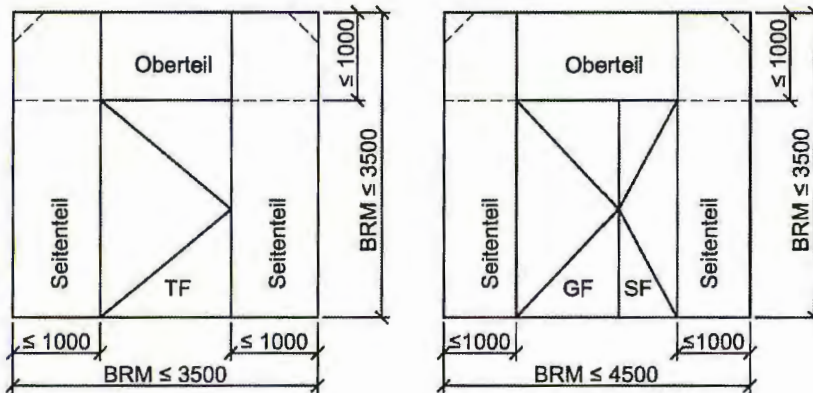 Oberteil
≤ 1000
Seitenteil
Seitenteil
BRM ≤ 3500
TF
≤ 1000
≤ 1000
BRM ≤ 3500
Oberteil
≤ 1000
Seitenteil
Seitenteil
BRM ≤ 3500
GF
SF
≤1000
≤1000
BRM ≤ 4500